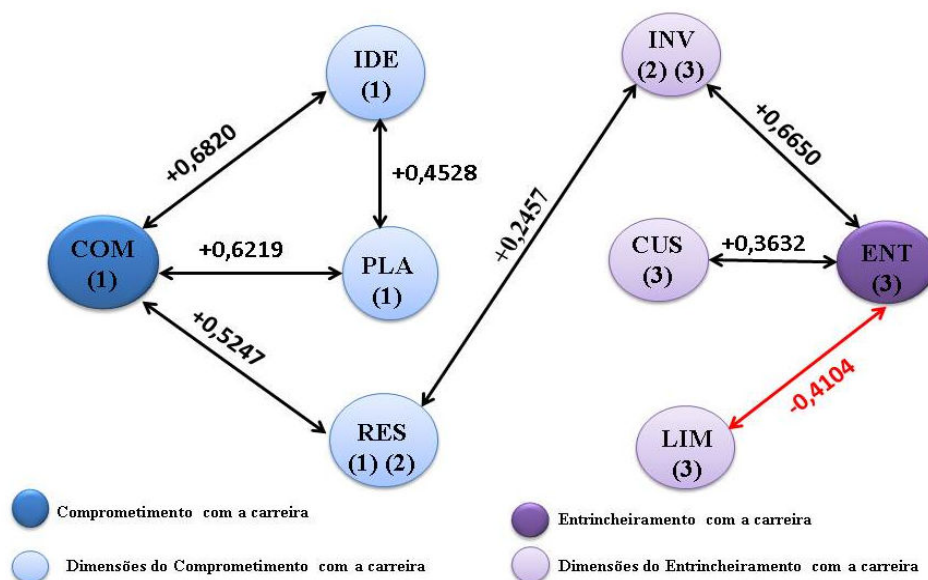 IDE
(1)
INV
(2) (3)
+0,6820
+0,4528
+0,2457
+0,6650
COM
(1)
+0,6219
PLA
(1)
CUS
(3)
+0,3632
ENT
(3)
+0,5247
-0,4104
RES
(1) (2)
LIM
(3)
Comprometimento com a carreira
Entrincheiramento com a carreira
Dimensões do Comprometimento com a carreira
Dimensões do Entrincheiramento com a carreira